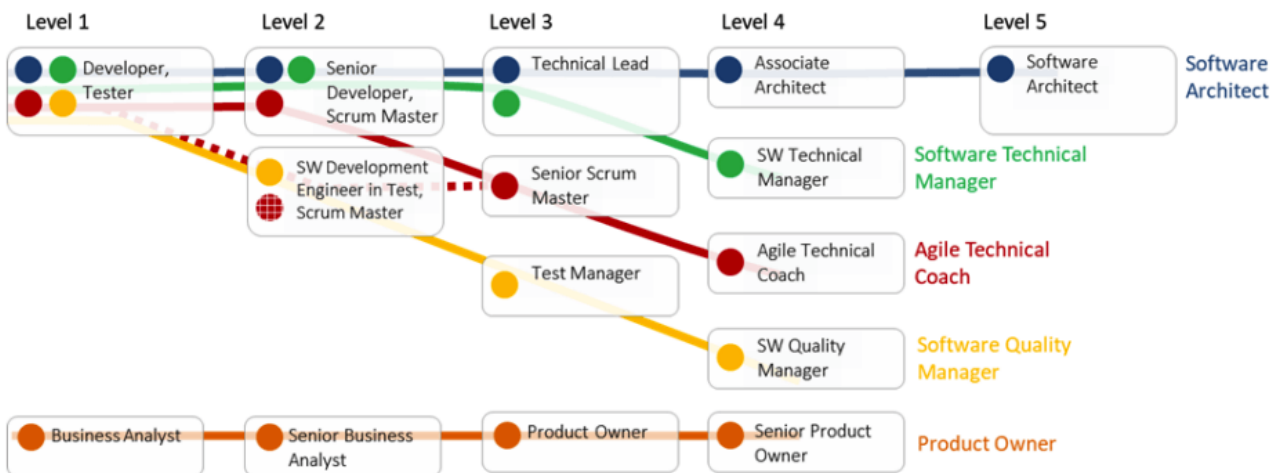 Level 1
Level 2
Level 3
Level 4
Level 5
Developer,
Tester
Senior
Developer,
Scrum Master
Technical Lead
Associate
Architect
Software
Architect
Software
Architect
SW Development
Engineer in Test,
Scrum Master
Senior Scrum
Master
SW Technical
Manager
Software Technical
Manager
Test Manager
Agile Technical
Coach
Agile Technical
Coach
SW Quality
Manager
Software Quality
Manager
Business Analyst
Senior Business
Analyst
Product Owner
Senior Product
Owner
Product Owner